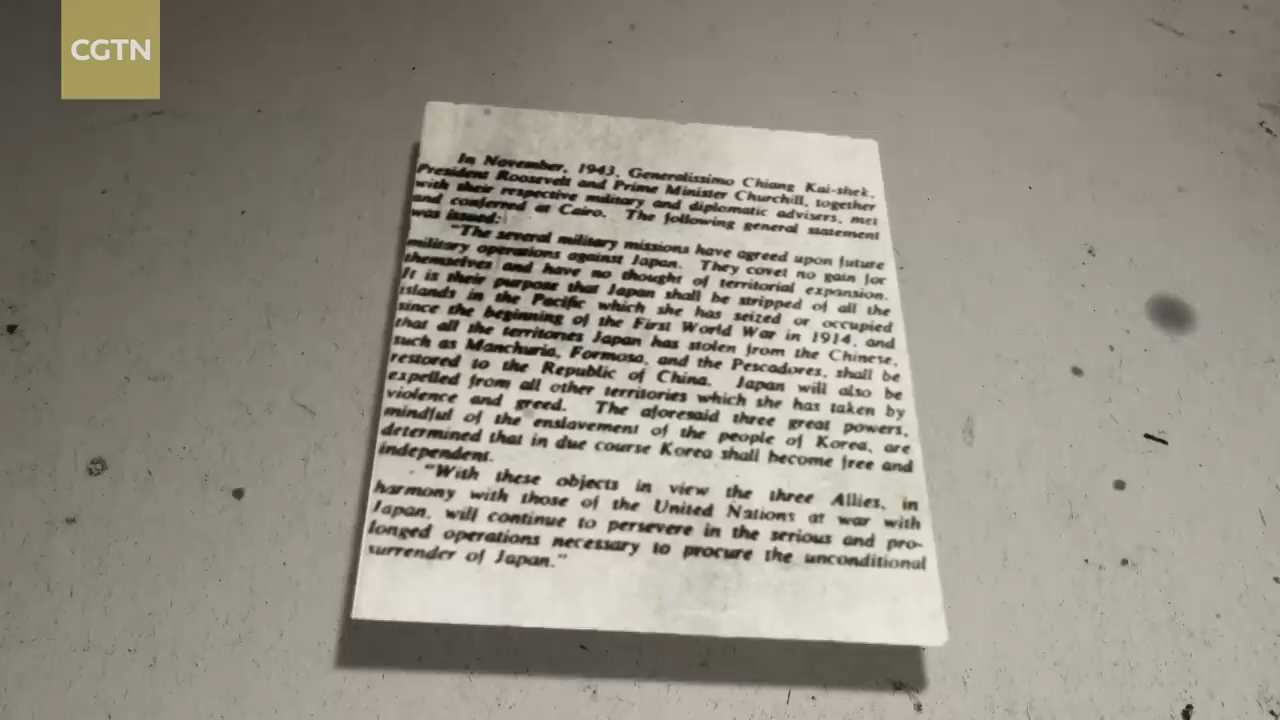 CGTN
In November, 1943, Generalissimo Chiang Kai-shek,
President Roosevelt and Prime Minister Churchill, together
with their respective military and diplomatic advisers, met
and conferred at Cairo. The following general statement
was issued:
"The several military missions have agreed upon future
military operations against Japan. They covet no gain for
themselves and have no thought of territorial expansion.
It is their purpose that Japan shall be stripped of all the
islands in the Pacific which she has seized or occupied
since the beginning of the First World War in 1914, and
that all the territories Japan has stolen from the Chinese,
such as Manchuria, Formosa, and the Pescadores, shall be
restored to the Republic of China. Japan will also be
expelled from all other territories which she has taken by
violence and greed. The aforesaid three great powers,
mindful of the enslavement of the people of Korea, are
determined that in due course Korea shall become free and
independent.
"With these objects in view the three Allies, in
harmony with those of the United Nations at war with
Japan, will continue to persevere in the serious and pro-
longed operations necessary to procure the unconditional
surrender of Japan."